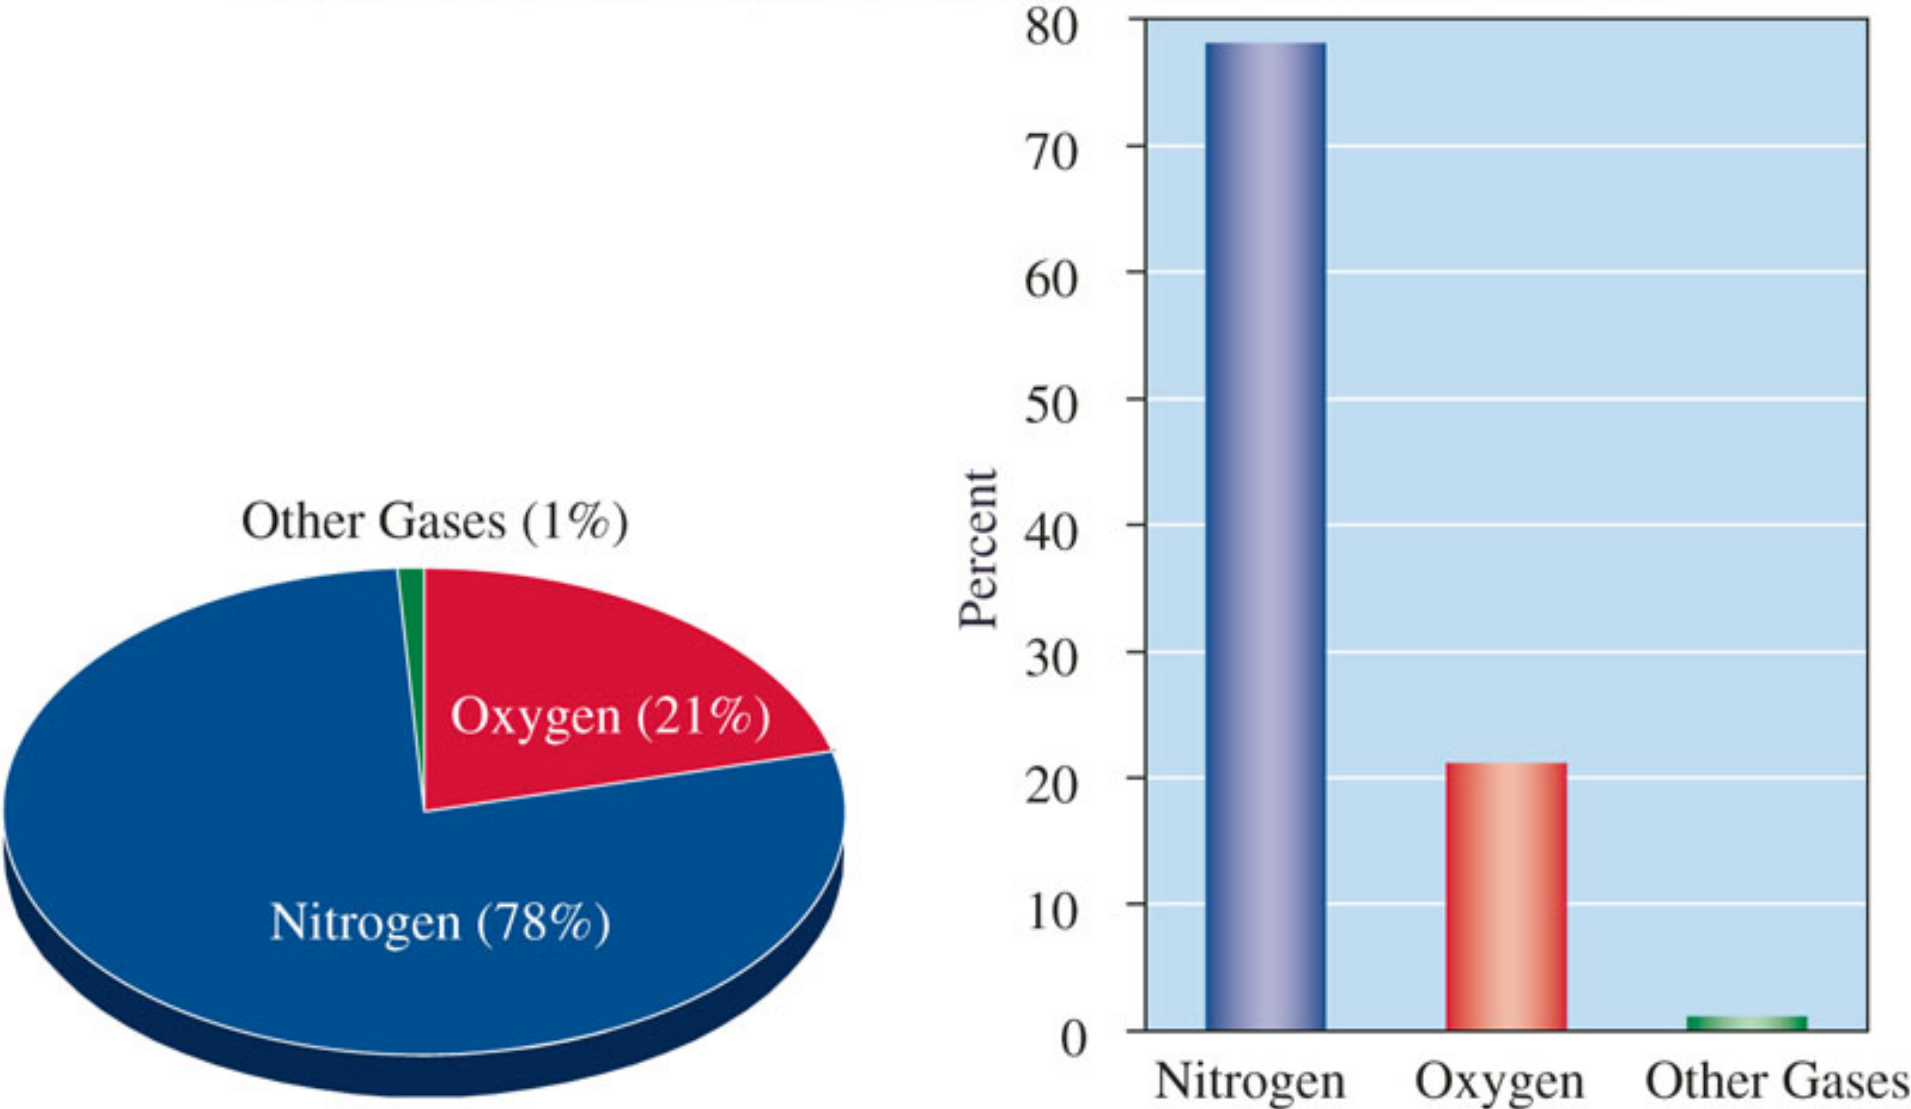 Other Gases (1%)
Oxygen (21%)
Nitrogen (78%)
Percent
80
70
60
50
40
30
20
10
0
Nitrogen Oxygen Other Gases